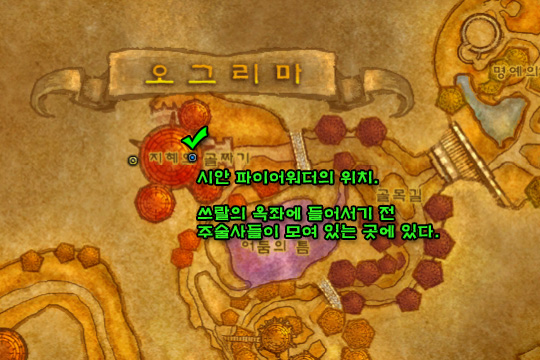 오그리마
명예의
지혜의 골짜기
시안 파이어워더의 위치.
골목길
쓰랄의 옥좌에 들어서기 전
주술사들이 모여 있는 곳에 있다.
어둠의 틈